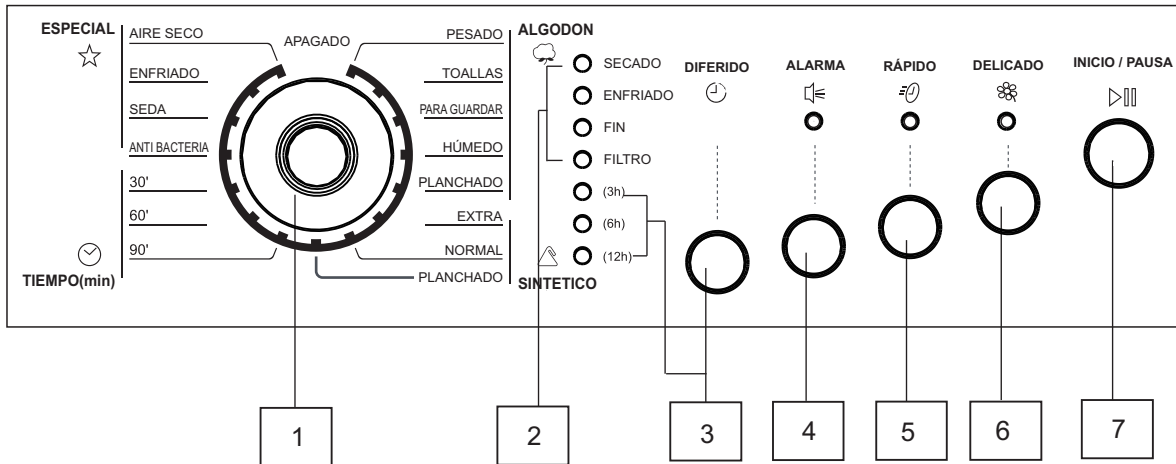 ESPECIAL
AIRE SECO
ENFRIADO
SEDA
ANTI BACTERIA
30'
60'
90'
TIEMPO(min)
APAGADO
PESADO
TOALLAS
PARA GUARDAR
HÚMEDO
PLANCHADO
EXTRA
NORMAL
PLANCHADO
ALGODON
SINTETICO
SECADO
ENFRIADO
FIN
FILTRO
(3h)
(6h)
(12h)
DIFERIDO
ALARMA
RÁPIDO
DELICADO
INICIO / PAUSA
1
2
3
4
5
6
7